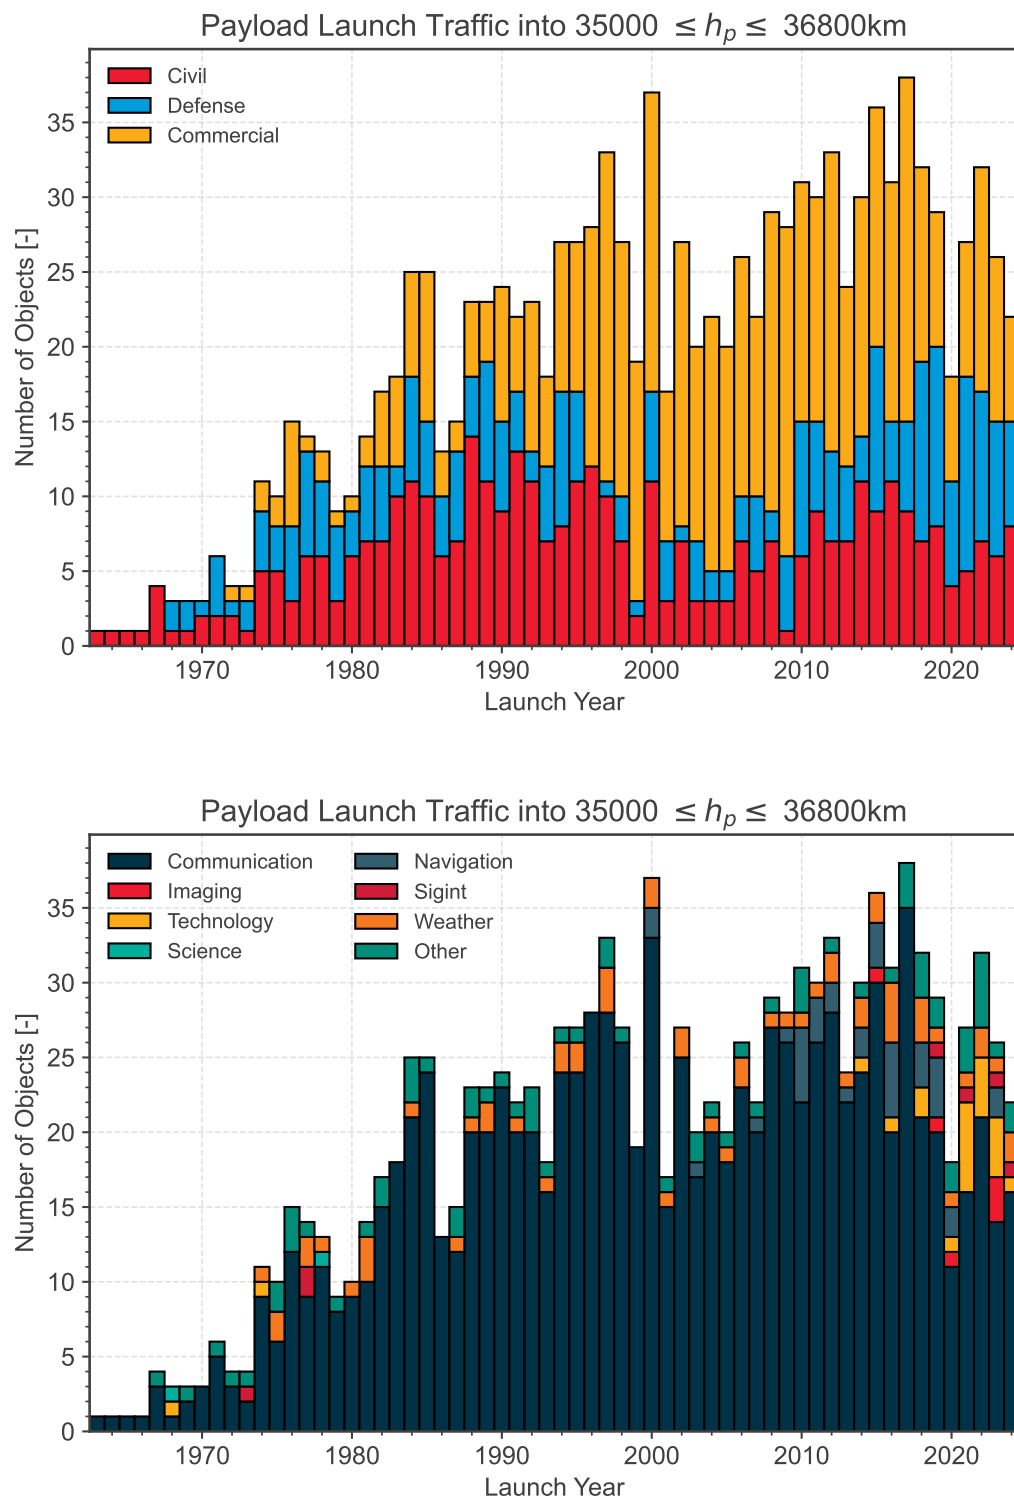 Payload Launch Traffic into 35000 ≤ hₚ ≤ 36800km
Civil
Defense
Commercial
35
30
25
20
15
10
5
0
Number of Objects [-]
1970 1980 1990 2000 2010 2020
Launch Year
Payload Launch Traffic into 35000 ≤ hₚ ≤ 36800km
Communication Navigation
Imaging Sigint
Technology Weather
Science Other
35
30
25
20
15
10
5
0
Number of Objects [-]
1970 1980 1990 2000 2010 2020
Launch Year